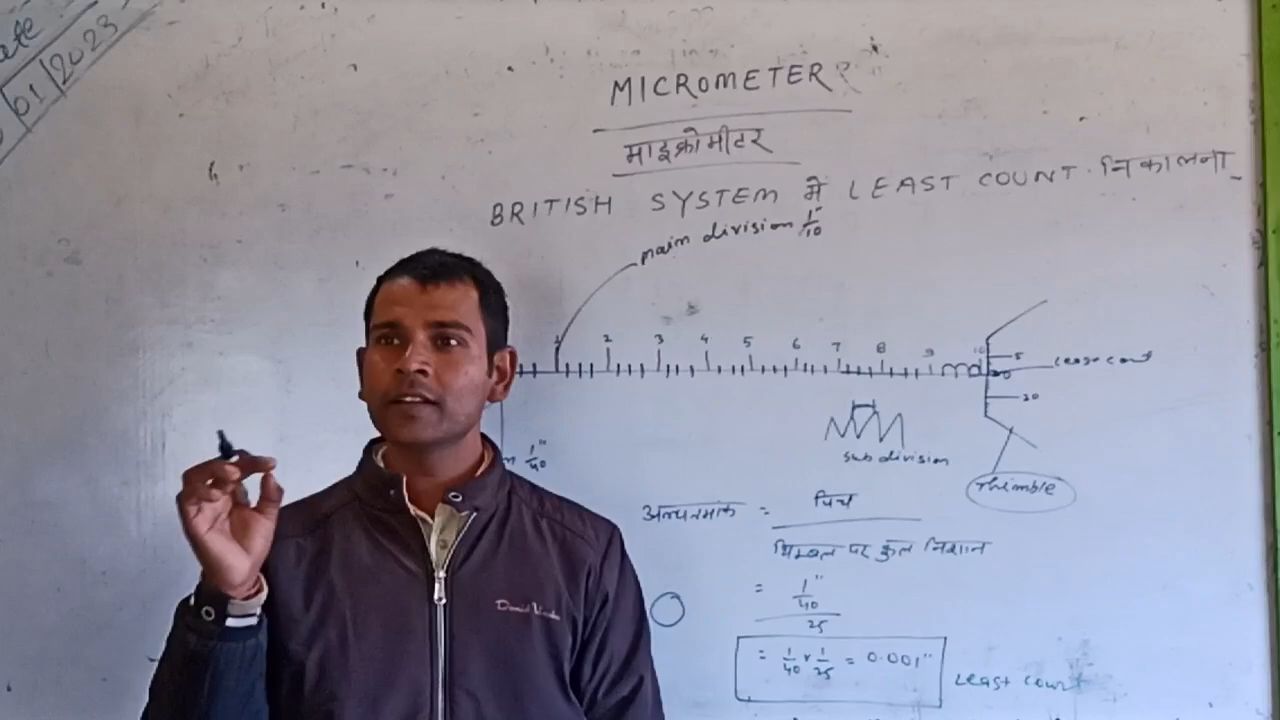 01/2023
MICROMETER
माइक्रोमीटर
BRITISH SYSTEM मे LEAST COUNT निकालना
main division 1"/10
1 2 3 4 5 6 7 8 9 10
5
0
20
Least count
1"/40
sub division
Thimble
अल्पतमांक = पिच
थिम्बल पर कुल निशान
= 1"/40
25
= 1/40 × 1/25 = 0.001"
Least count